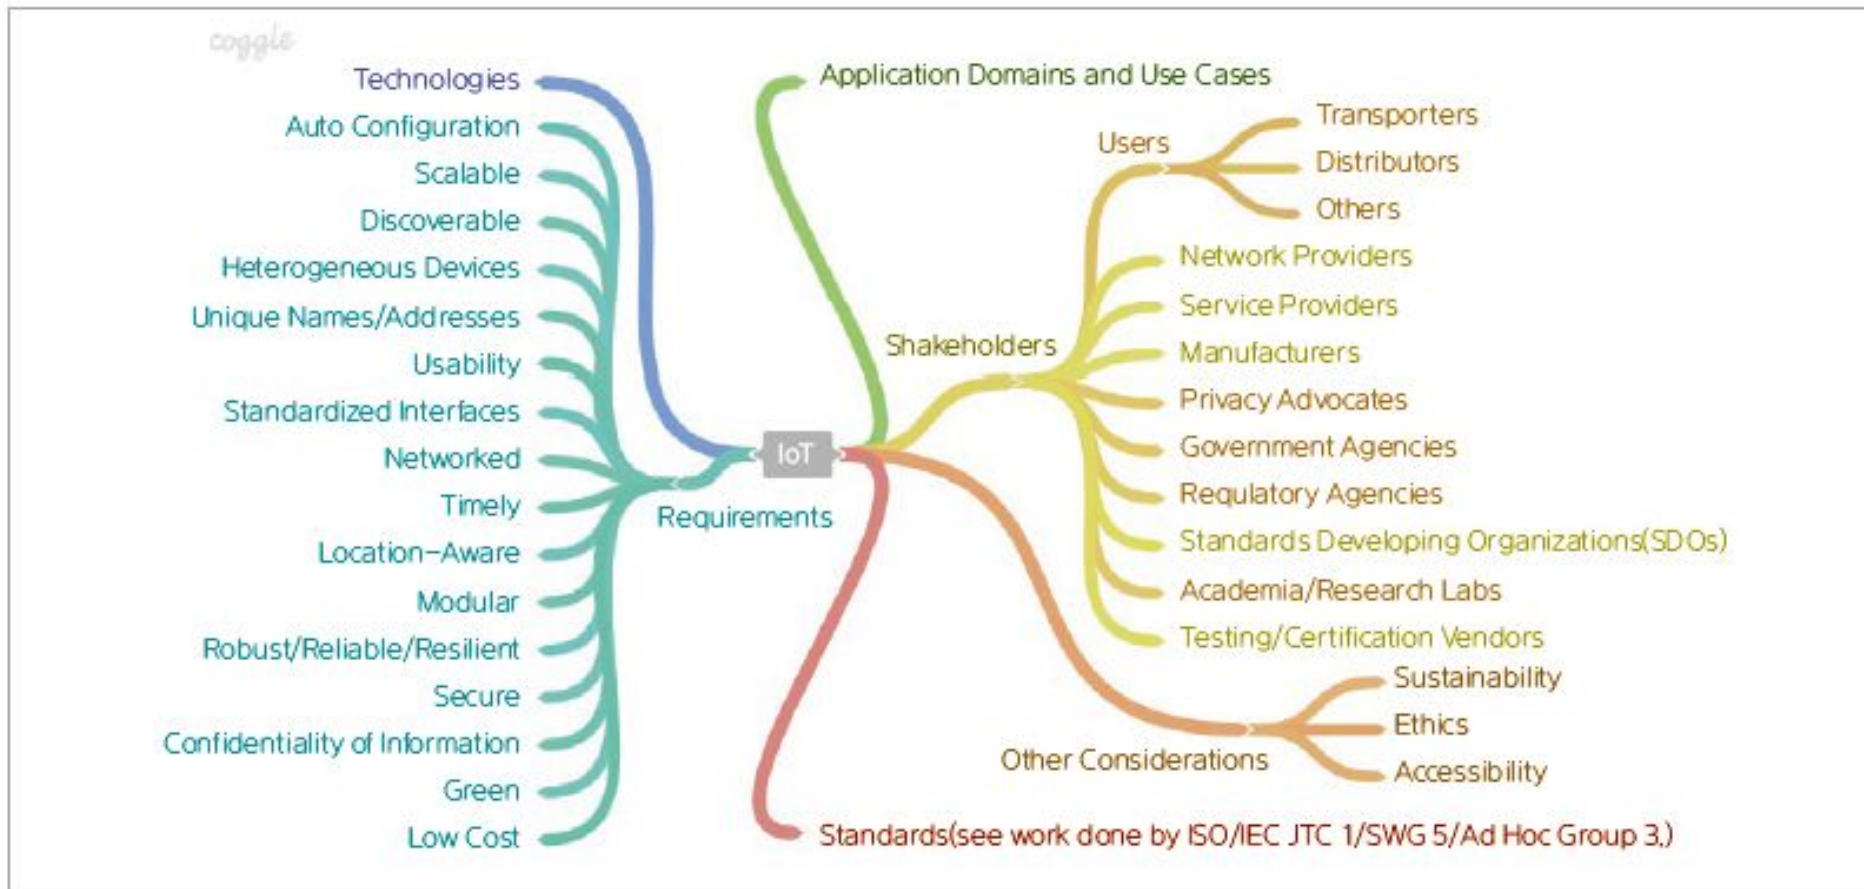 coggle
Technologies
Auto Configuration
Scalable
Discoverable
Heterogeneous Devices
Unique Names/Addresses
Usability
Standardized Interfaces
Networked
Timely
Location-Aware
Modular
Robust/Reliable/Resilient
Secure
Confidentiality of Information
Green
Low Cost
Requirements
IoT
Application Domains and Use Cases
Shakeholders
Users
Transporters
Distributors
Others
Network Providers
Service Providers
Manufacturers
Privacy Advocates
Government Agencies
Requlatory Agencies
Standards Developing Organizations(SDOs)
Academia/Research Labs
Testing/Certification Vendors
Other Considerations
Sustainability
Ethics
Accessibility
Standards(see work done by ISO/IEC JTC 1/SWG 5/Ad Hoc Group 3.)